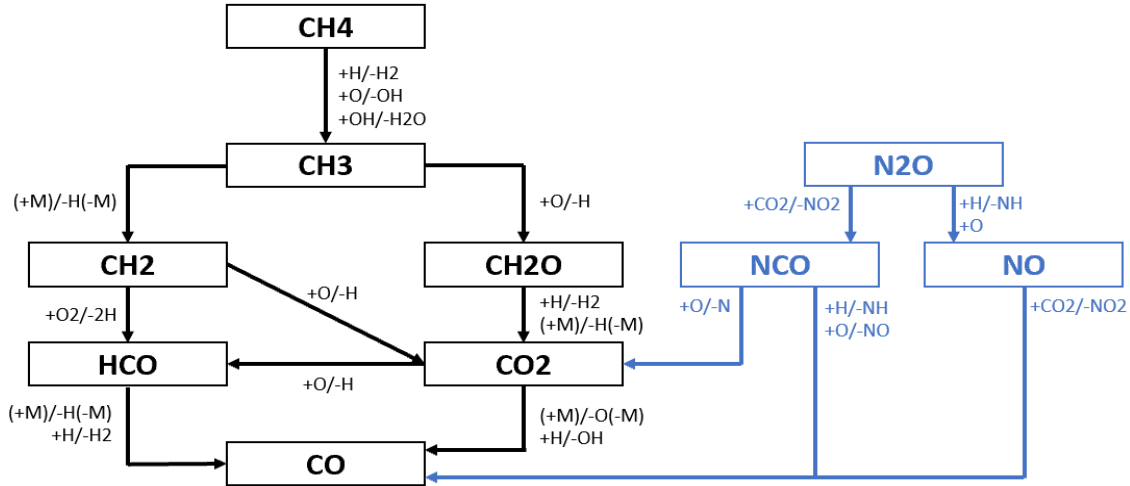 CH4
+H/-H2
+O/-OH
+OH/-H2O
CH3
N2O
(+M)/-H(-M)
+O/-H
+CO2/-NO2
+H/-NH
+O
CH2
CH2O
NCO
NO
+O2/-2H
+O/-H
+H/-H2
(+M)/-H(-M)
+O/-N
+H/-NH
+O/-NO
+CO2/-NO2
HCO
CO2
+O/-H
(+M)/-H(-M)
+H/-H2
(+M)/-O(-M)
+H/-OH
CO